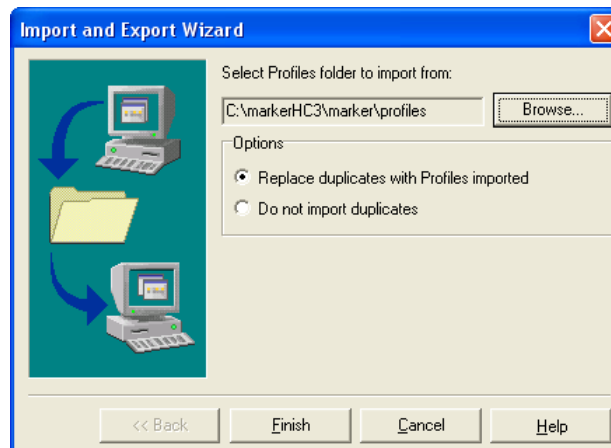 Import and Export Wizard
Select Profiles folder to import from:
C:\markerHC3\marker\profiles
Browse...
Options
Replace duplicates with Profiles imported
Do not import duplicates
<< Back
Finish
Cancel
Help